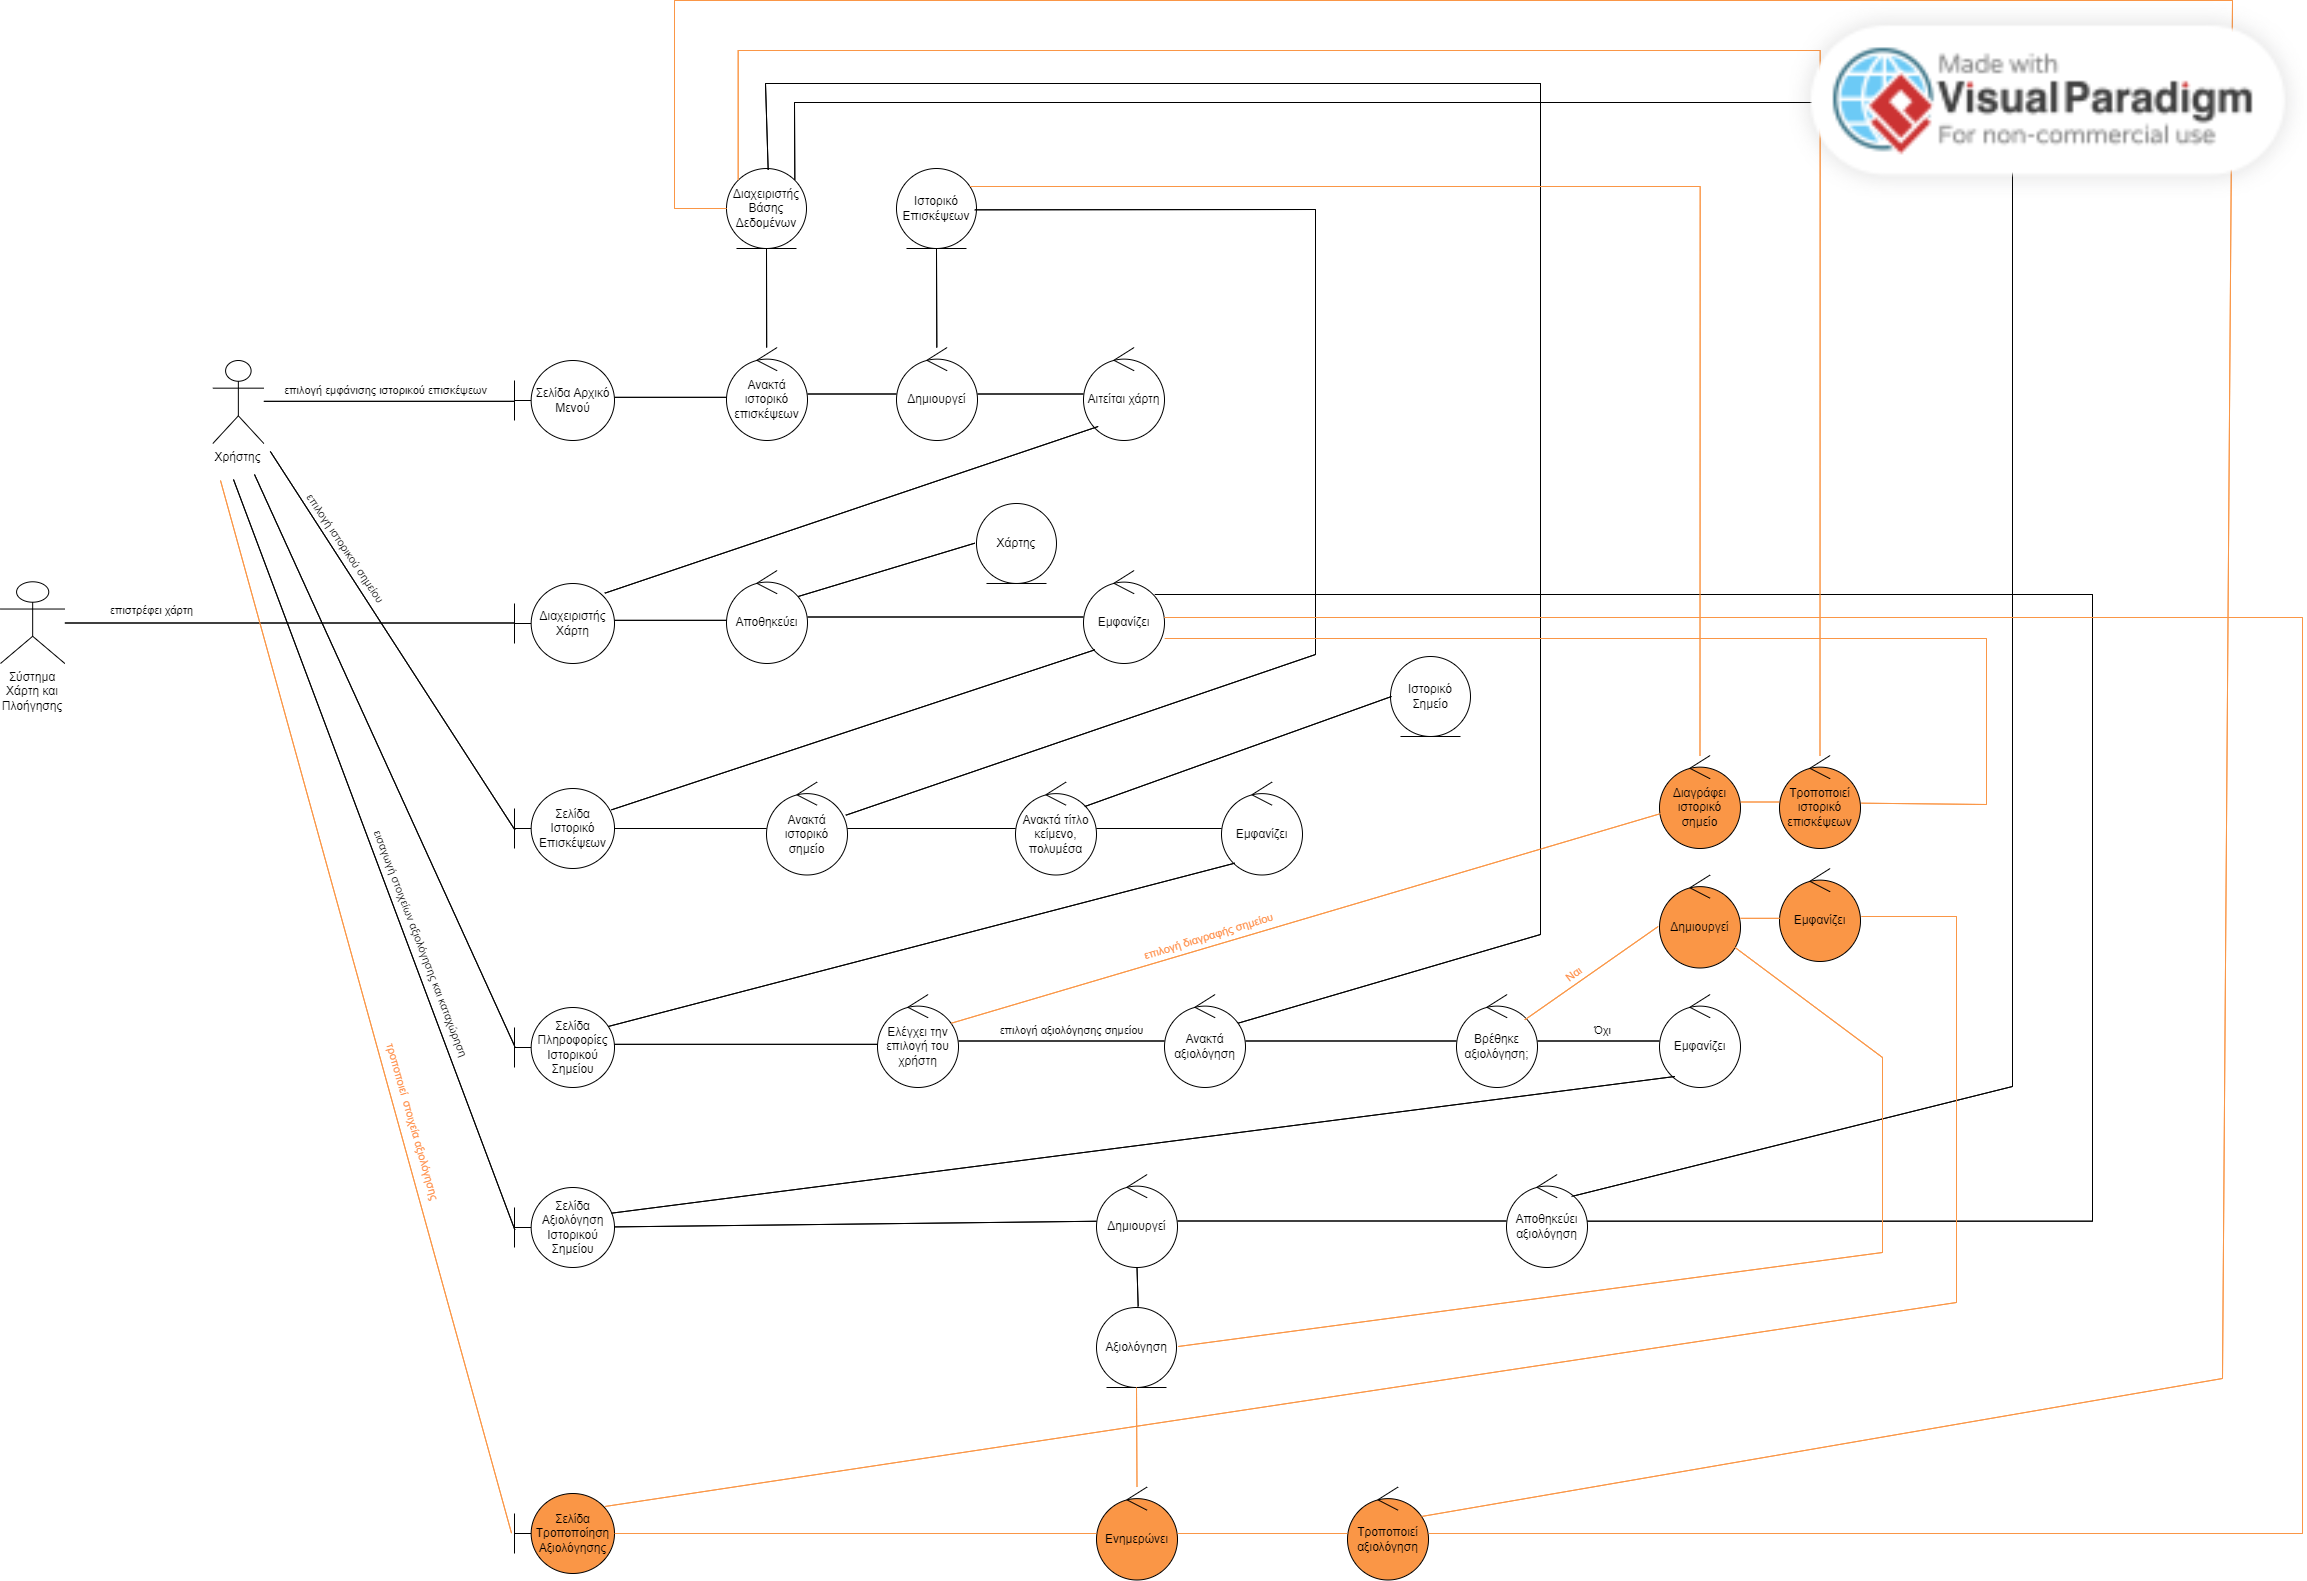 Made with
Visual Paradigm
For non-commercial use
Διαχειριστής
Βάσης
Δεδομένων
Ιστορικό
Επισκέψεων
επιλογή εμφάνισης ιστορικού επισκέψεων
Σελίδα Αρχικό
Μενού
Ανακτά
ιστορικό
επισκέψεων
Δημιουργεί
Αιτείται χάρτη
Χρήστης
επιλογή ιστορικού σημείου
Χάρτης
επιστρέφει χάρτη
Διαχειριστής
Χάρτη
Αποθηκεύει
Εμφανίζει
Σύστημα
Χάρτη και
Πλοήγησης
Ιστορικό
Σημείο
Διαγράφει
ιστορικό
σημείο
Τροποποιεί
ιστορικό
επισκέψεων
Σελίδα
Ιστορικό
Επισκέψεων
Ανακτά
ιστορικό
σημείο
Ανακτά τίτλο
κείμενο,
πολυμέσα
Εμφανίζει
εισαγωγή στοιχείων αξιολόγησης και καταχώρηση
επιλογή διαγραφής σημείου
Δημιουργεί
Εμφανίζει
Ναι
Σελίδα
Πληροφορίες
Ιστορικού
Σημείου
Ελέγχει την
επιλογή του
χρήστη
επιλογή αξιολόγησης σημείου
Ανακτά
αξιολόγηση
Βρέθηκε
αξιολόγηση;
Όχι
Εμφανίζει
τροποποιεί στοιχεία αξιολόγησης
Σελίδα
Αξιολόγηση
Ιστορικού
Σημείου
Δημιουργεί
Αποθηκεύει
αξιολόγηση
Αξιολόγηση
Σελίδα
Τροποποίηση
Αξιολόγησης
Ενημερώνει
Τροποποιεί
αξιολόγηση